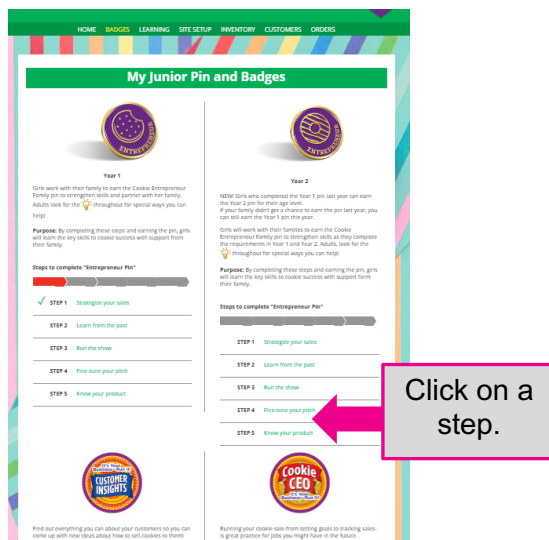 HOME BADGES LEARNING SITE SETUP INVENTORY CUSTOMERS ORDERS
My Junior Pin and Badges
ENTREPRENEUR
Year 1
Girls work with their family to earn the Cookie Entrepreneur
Family pin to strengthen skills and partner with her family.
Adults look for the throughout for special ways you can
help!
Purpose: By completing these steps and earning the pin, girls
will learn the key skills to cookie success with support from
their family.
Steps to complete "Entrepreneur Pin"
STEP 1 Strategize your sales
STEP 2 Learn from the past
STEP 3 Run the show
STEP 4 Fine-tune your pitch
STEP 5 Know your product
ENTREPRENEUR
Year 2
NEW! Girls who completed the Year 1 pin last year can earn
the Year 2 pin for their age level.
If your family didn't get a chance to earn the pin last year, you
can still earn the Year 1 pin this year.
Girls will work with their families to earn the Cookie
Entrepreneur Family pin to strengthen skills as they complete
the requirements in Year 1 and Year 2. Adults, look for the
throughout for special ways you can help!
Purpose: By completing these steps and earning the pin, girls
will learn the key skills to cookie success with support form
their family.
Steps to complete "Entrepreneur Pin"
STEP 1 Strategize your sales
STEP 2 Learn from the past
STEP 3 Run the show
STEP 4 Fine-tune your pitch
STEP 5 Know your product
Click on a
step.
It's Your
Business-Run It!
CUSTOMER
INSIGHTS
Find out everything you can about your customers so you can
come up with new ideas about how to sell cookies to them!
Cookie
CEO
It's Your
Business-Run It!
Running your cookie sale-from setting goals to tracking sales-
is great practice for jobs you might have in the future.